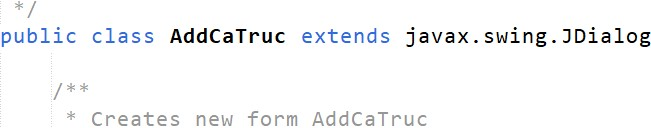 */
public class AddCaTruc extends javax.swing.JDialog
/**
* Creates new form AddCaTruc